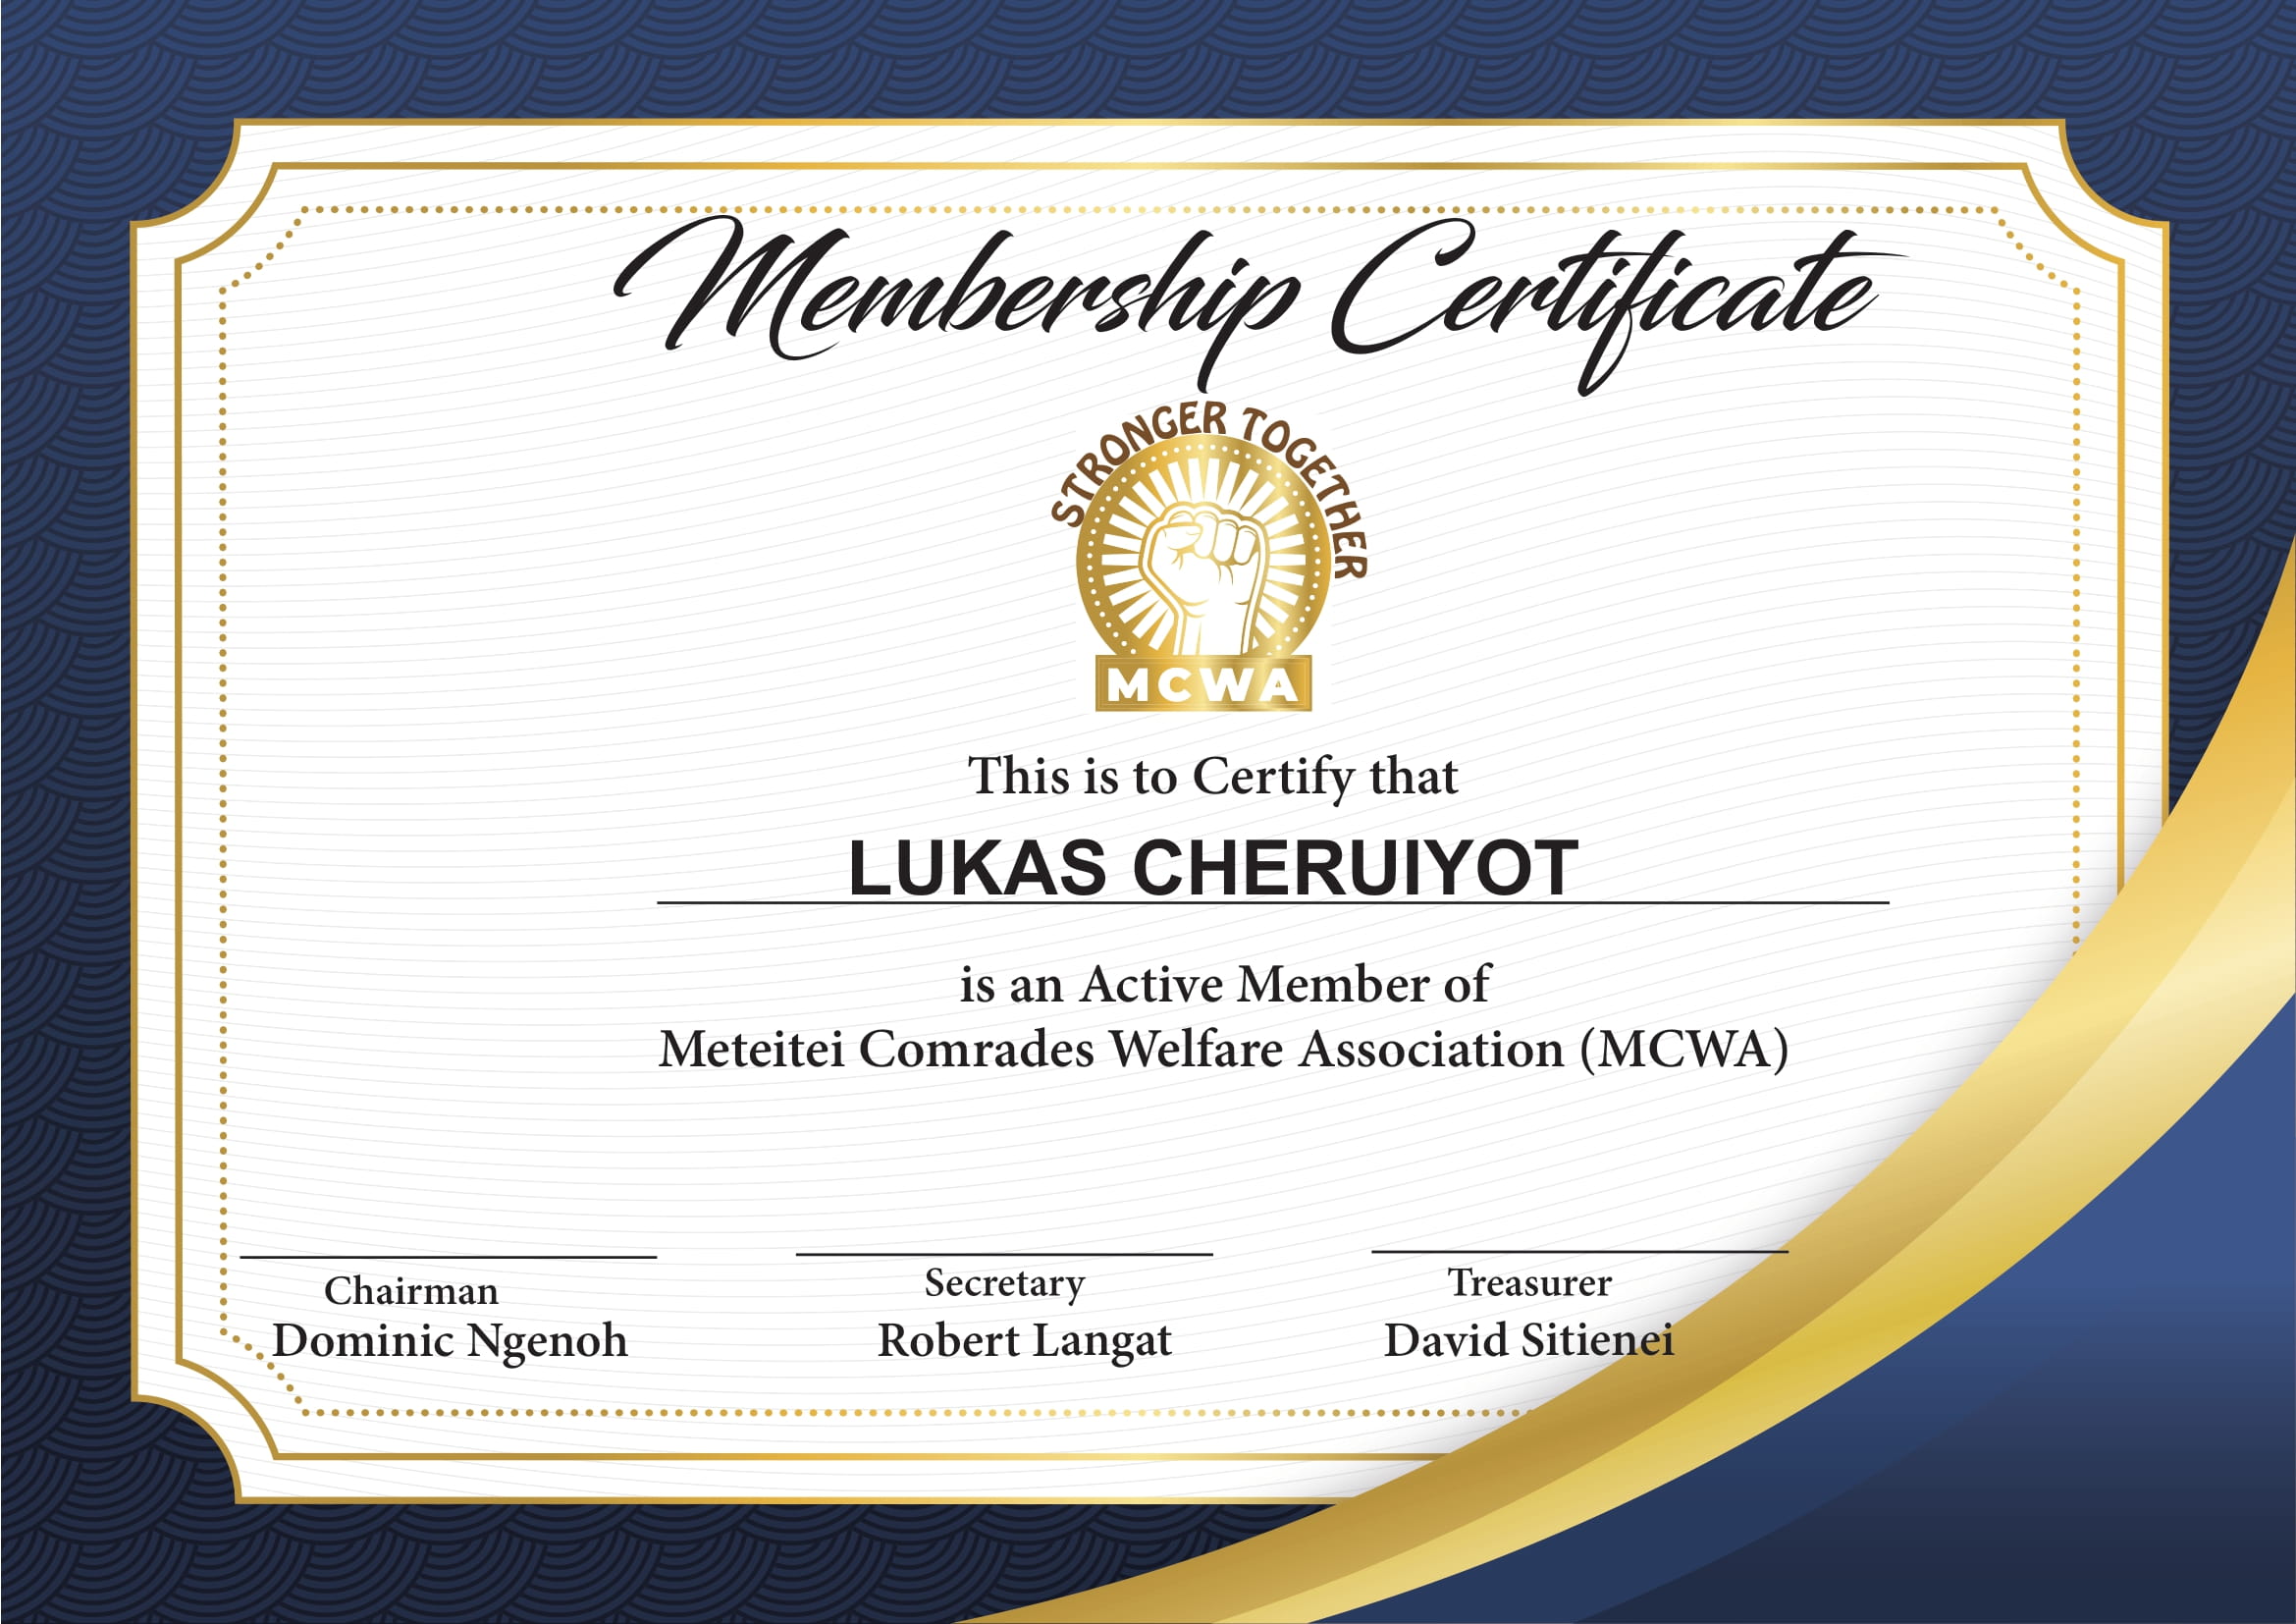 Membership Certificate
STRONGER TOGETHER
MCWA
This is to Certify that
LUKAS CHERUIYOT
is an Active Member of
Meteitei Comrades Welfare Association (MCWA)
Chairman
Dominic Ngenoh
Secretary
Robert Langat
Treasurer
David Sitienei